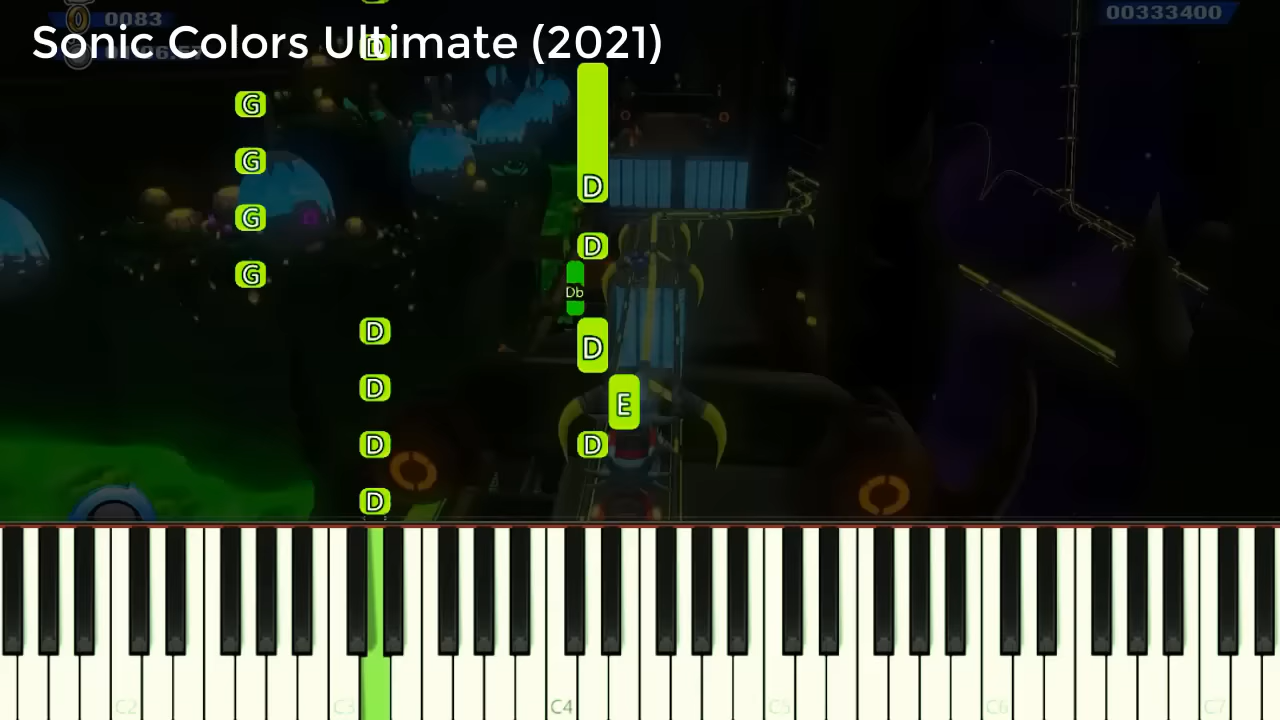 0083
00333400
Sonic Colors Ultimate (2021)
D
G
G
D
G
D
G
Db
D
D
D
E
D
D
D
D
C2
C3
C4
C5
C6
C7